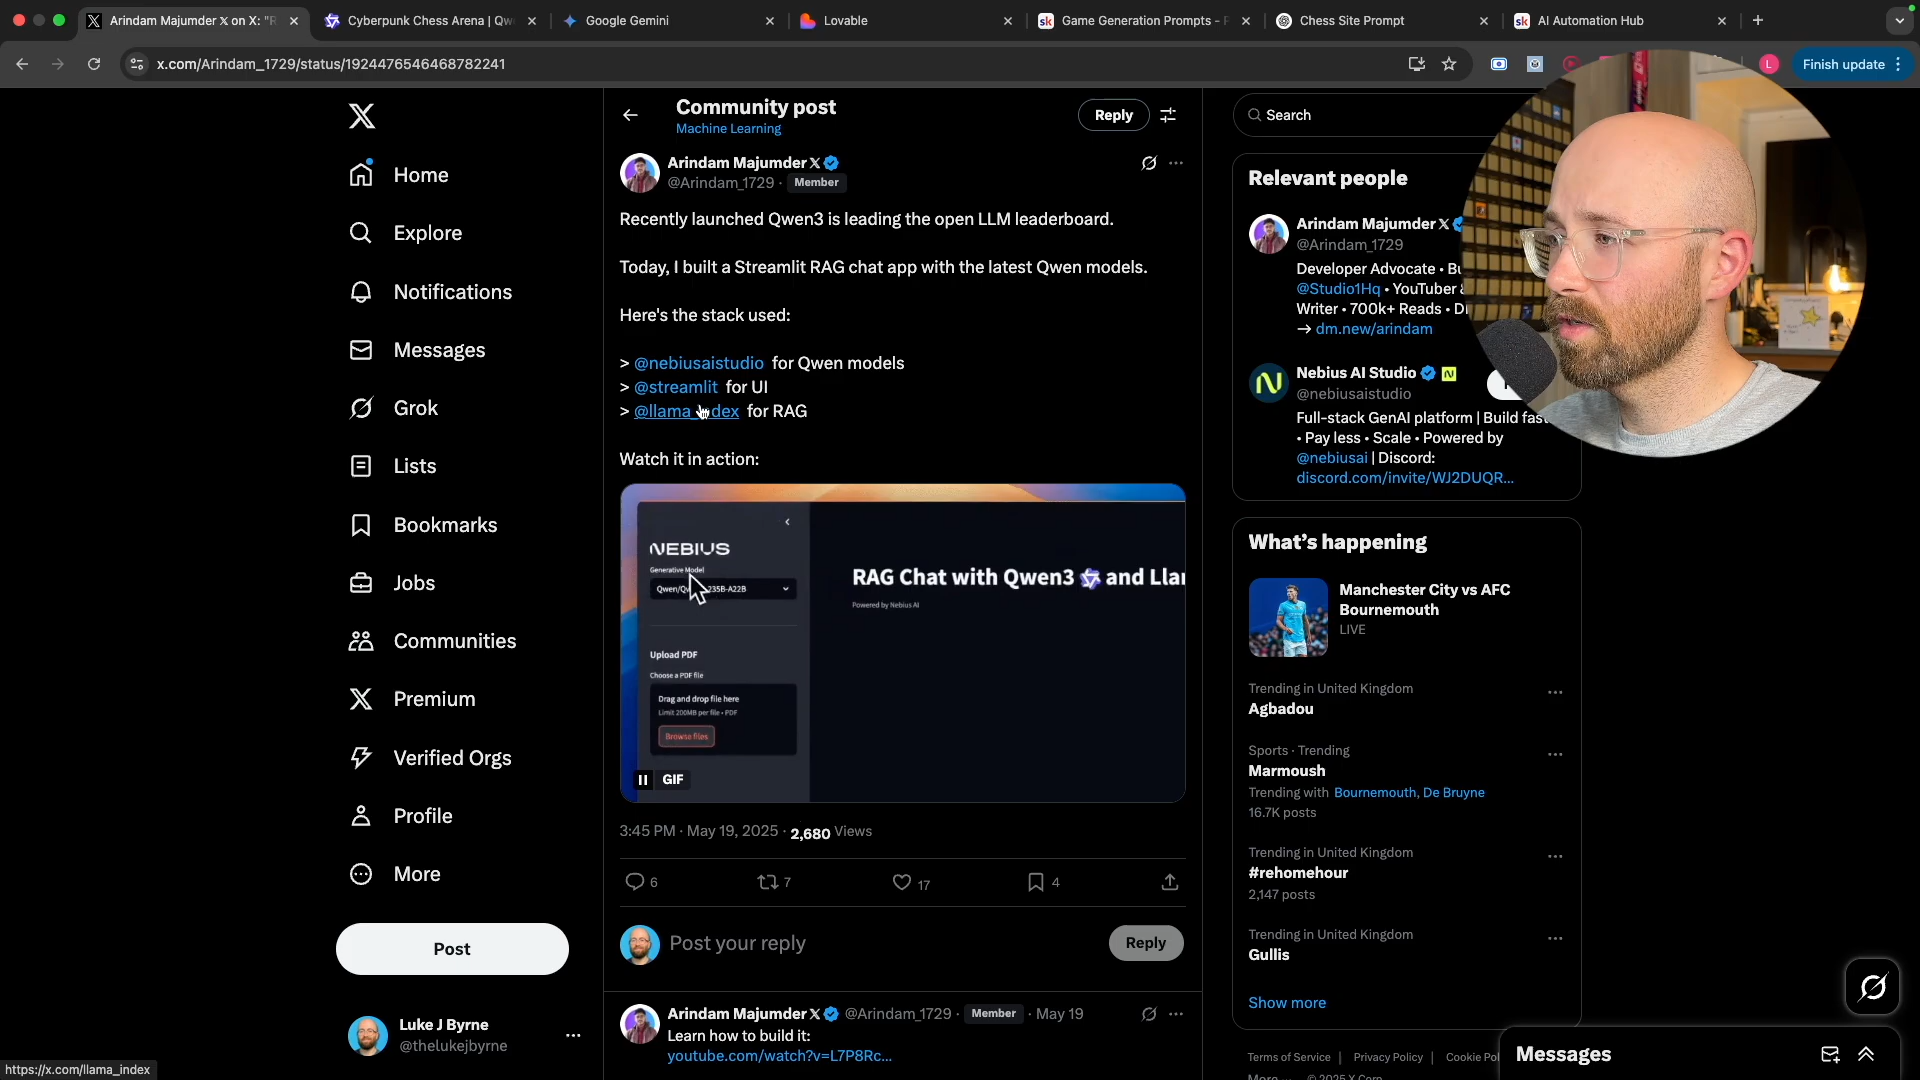 Arindam Majumder X on X: "R
Cyberpunk Chess Arena | Qw
Google Gemini
Lovable
Game Generation Prompts - F
Chess Site Prompt
AI Automation Hub
x.com/Arindam_1729/status/1924476546468782241
L
Finish update
Home
Explore
Notifications
Messages
Grok
Lists
Bookmarks
Jobs
Communities
Premium
Verified Orgs
Profile
More
Post
Luke J Byrne
@thelukejbyrne
https://x.com/llama_index
Community post
Machine Learning
Reply
Arindam Majumder X
@Arindam_1729 · Member
Recently launched Qwen3 is leading the open LLM leaderboard.
Today, I built a Streamlit RAG chat app with the latest Qwen models.
Here's the stack used:
> @nebiusaistudio for Qwen models
> @streamlit for UI
> @llama_index for RAG
Watch it in action:
NEBIUS
Generative Model
Qwen/Qw 235B-A22B
Upload PDF
Choose a PDF file
Drag and drop file here
Limit 200MB per file • PDF
Browse files
RAG Chat with Qwen3 and Llar
Powered by Nebius AI
GIF
3:45 PM · May 19, 2025 · 2,680 Views
6
7
17
4
Post your reply
Reply
Arindam Majumder X @Arindam_1729 · Member · May 19
Learn how to build it:
youtube.com/watch?v=L7P8Rc...
Search
Relevant people
Arindam Majumder X
@Arindam_1729
Developer Advocate • Bu
@Studio1Hq • YouTuber
Writer • 700k+ Reads • D
→ dm.new/arindam
Nebius AI Studio
@nebiusaistudio
Full-stack GenAI platform | Build fast
• Pay less • Scale • Powered by
@nebiusai | Discord:
discord.com/invite/WJ2DUQR...
What's happening
Manchester City vs AFC
Bournemouth
LIVE
Trending in United Kingdom
Agbadou
Sports · Trending
Marmoush
Trending with Bournemouth, De Bruyne
16.7K posts
Trending in United Kingdom
#rehomehour
2,147 posts
Trending in United Kingdom
Gullis
Show more
Terms of Service | Privacy Policy | Cookie Pol
More ... © 2025 X Corp.
Messages